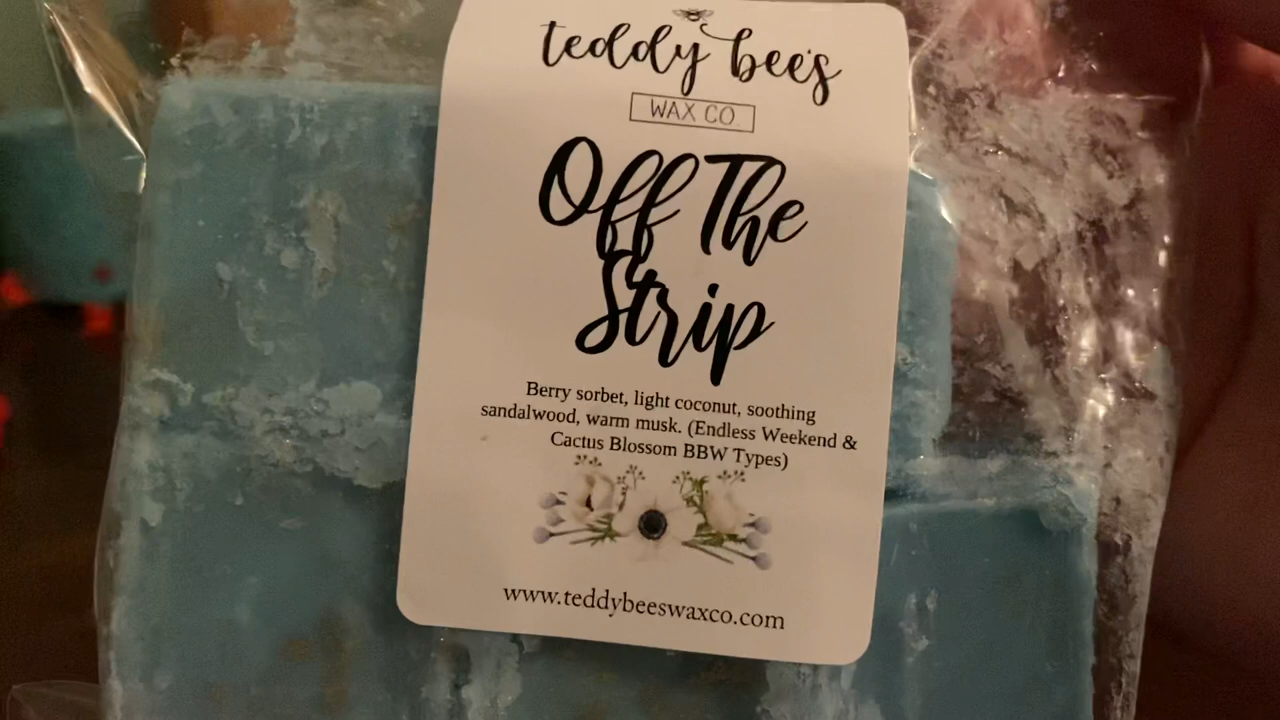 teddy bee's
WAX CO.
Off The
Strip
Berry sorbet, light coconut, soothing
sandalwood, warm musk. (Endless Weekend &
Cactus Blossom BBW Types)
www.teddybeeswaxco.com